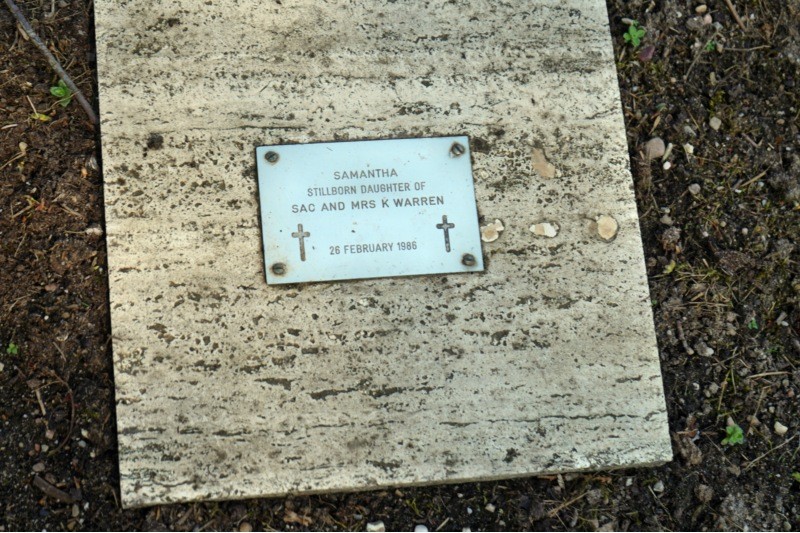 SAMANTHA
STILLBORN DAUGHTER OF
SAC AND MRS K WARREN
26 FEBRUARY 1986